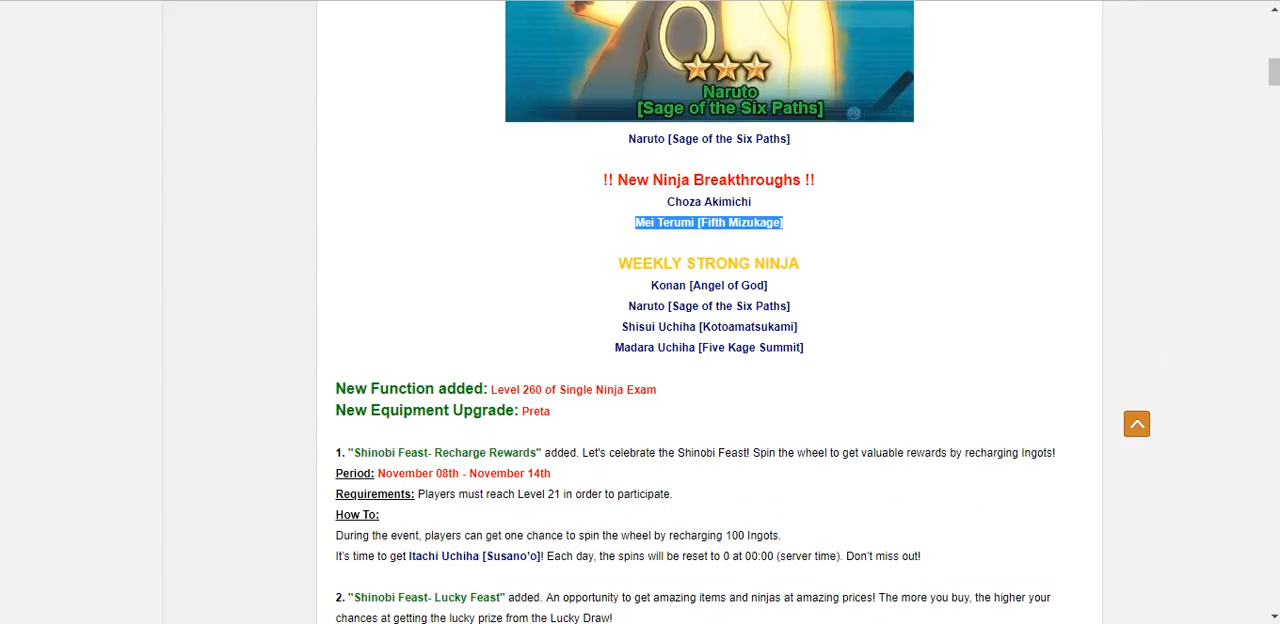 Naruto
[Sage of the Six Paths]
Naruto [Sage of the Six Paths]
!! New Ninja Breakthroughs !!
Choza Akimichi
Mei Terumi [Fifth Mizukage]
WEEKLY STRONG NINJA
Konan [Angel of God]
Naruto [Sage of the Six Paths]
Shisui Uchiha [Kotoamatsukami]
Madara Uchiha [Five Kage Summit]
New Function added: Level 260 of Single Ninja Exam
New Equipment Upgrade: Preta
1. "Shinobi Feast- Recharge Rewards" added. Let's celebrate the Shinobi Feast! Spin the wheel to get valuable rewards by recharging Ingots!
Period: November 08th - November 14th
Requirements: Players must reach Level 21 in order to participate.
How To:
During the event, players can get one chance to spin the wheel by recharging 100 Ingots.
It's time to get Itachi Uchiha [Susano'o]! Each day, the spins will be reset to 0 at 00:00 (server time). Don't miss out!
2. "Shinobi Feast- Lucky Feast" added. An opportunity to get amazing items and ninjas at amazing prices! The more you buy, the higher your
chances at getting the lucky prize from the Lucky Draw!